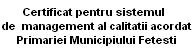 Certificat pentru sistemul
de management al calitatii acordat
Primariei Municipiului Fetesti